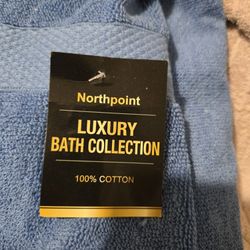 Northpoint
LUXURY
BATH COLLECTION
100% COTTON